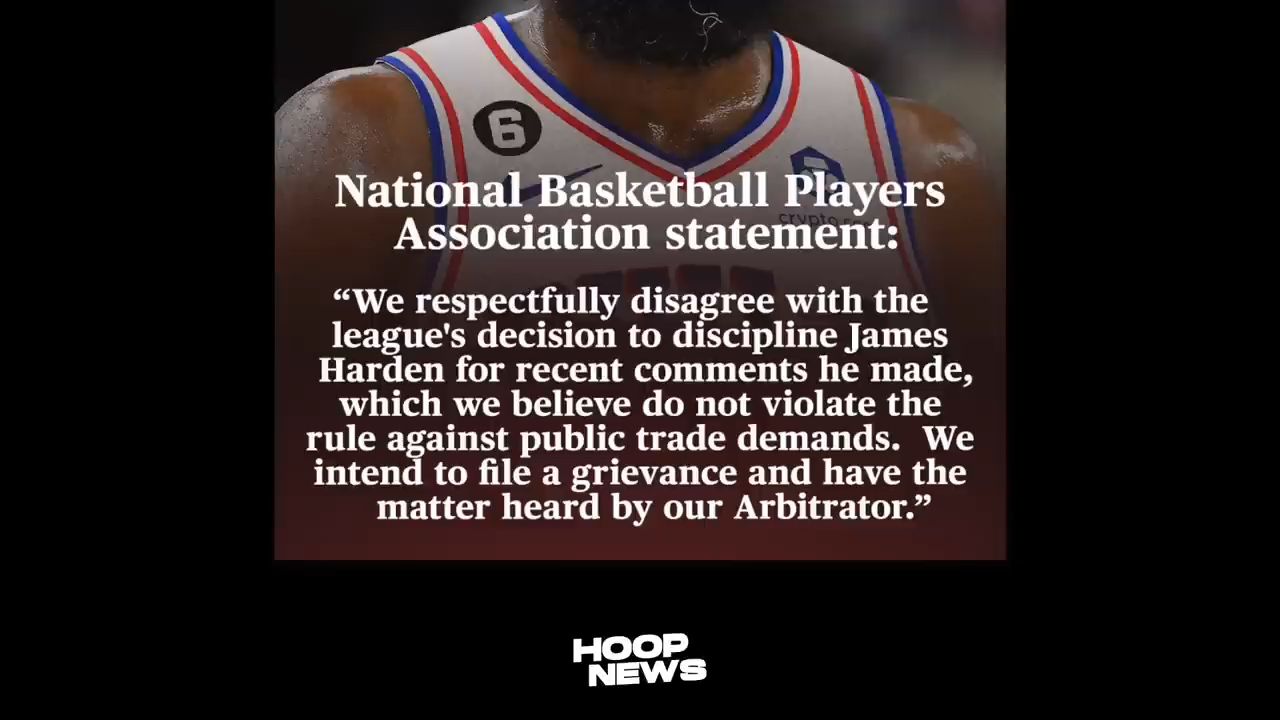 6
National Basketball Players
Association statement:
crypto
“We respectfully disagree with the
league's decision to discipline James
Harden for recent comments he made,
which we believe do not violate the
rule against public trade demands.  We
intend to file a grievance and have the
matter heard by our Arbitrator.”
HOOP
NEWS